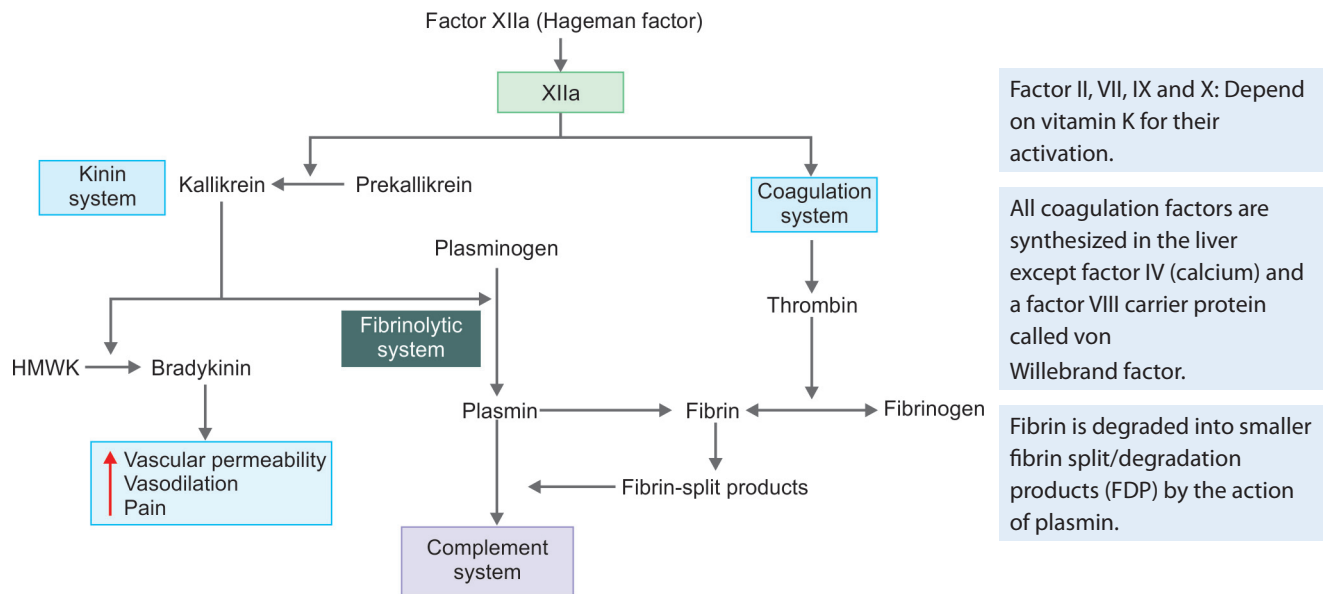 Factor XIIa (Hageman factor)
XIIa
Kinin
system
Kallikrein
Prekallikrein
Coagulation
system
Plasminogen
Thrombin
Fibrinolytic
system
HMWK
Bradykinin
Plasmin
Fibrin
Fibrinogen
Vascular permeability
Vasodilation
Pain
Fibrin-split products
Complement
system
Factor II, VII, IX and X: Depend
on vitamin K for their
activation.
All coagulation factors are
synthesized in the liver
except factor IV (calcium) and
a factor VIII carrier protein
called von
Willebrand factor.
Fibrin is degraded into smaller
fibrin split/degradation
products (FDP) by the action
of plasmin.